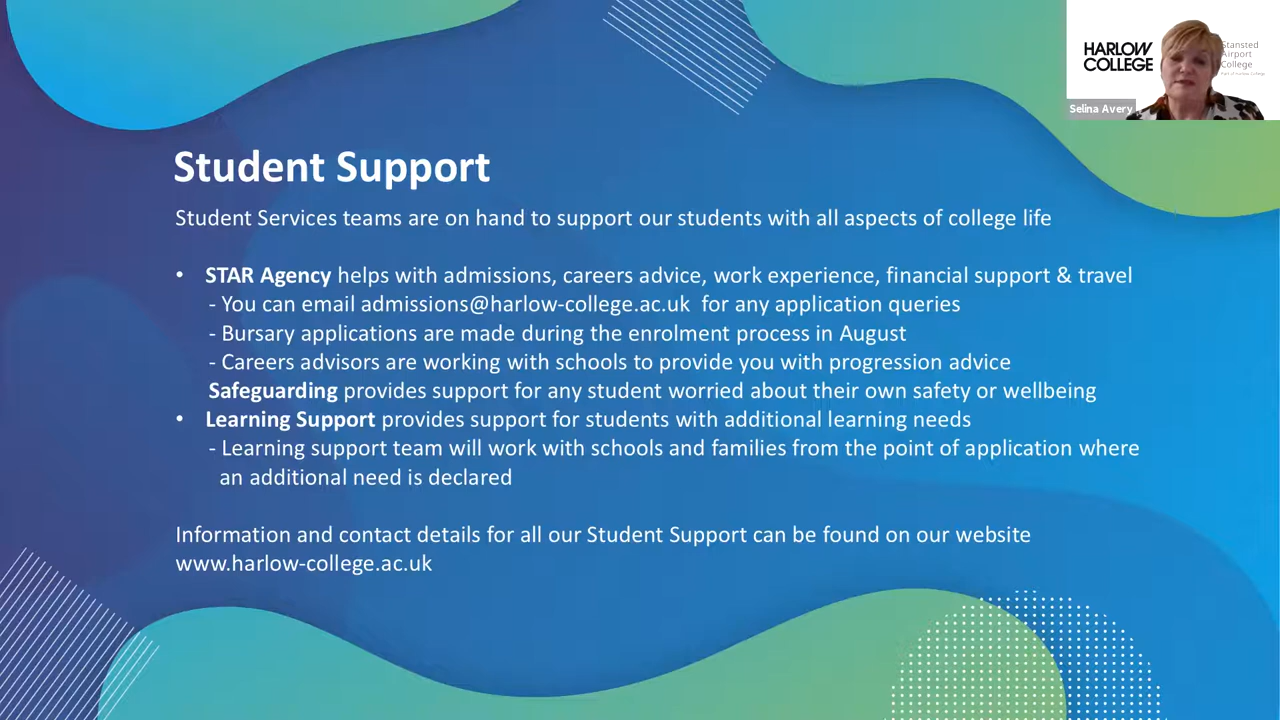 HARLOW
COLLEGE
Stansted
Airport
College
Part of Harlow College
Selina Avery
Student Support
Student Services teams are on hand to support our students with all aspects of college life
• STAR Agency helps with admissions, careers advice, work experience, financial support & travel
- You can email admissions@harlow-college.ac.uk for any application queries
- Bursary applications are made during the enrolment process in August
- Careers advisors are working with schools to provide you with progression advice
Safeguarding provides support for any student worried about their own safety or wellbeing
• Learning Support provides support for students with additional learning needs
- Learning support team will work with schools and families from the point of application where
an additional need is declared
Information and contact details for all our Student Support can be found on our website
www.harlow-college.ac.uk